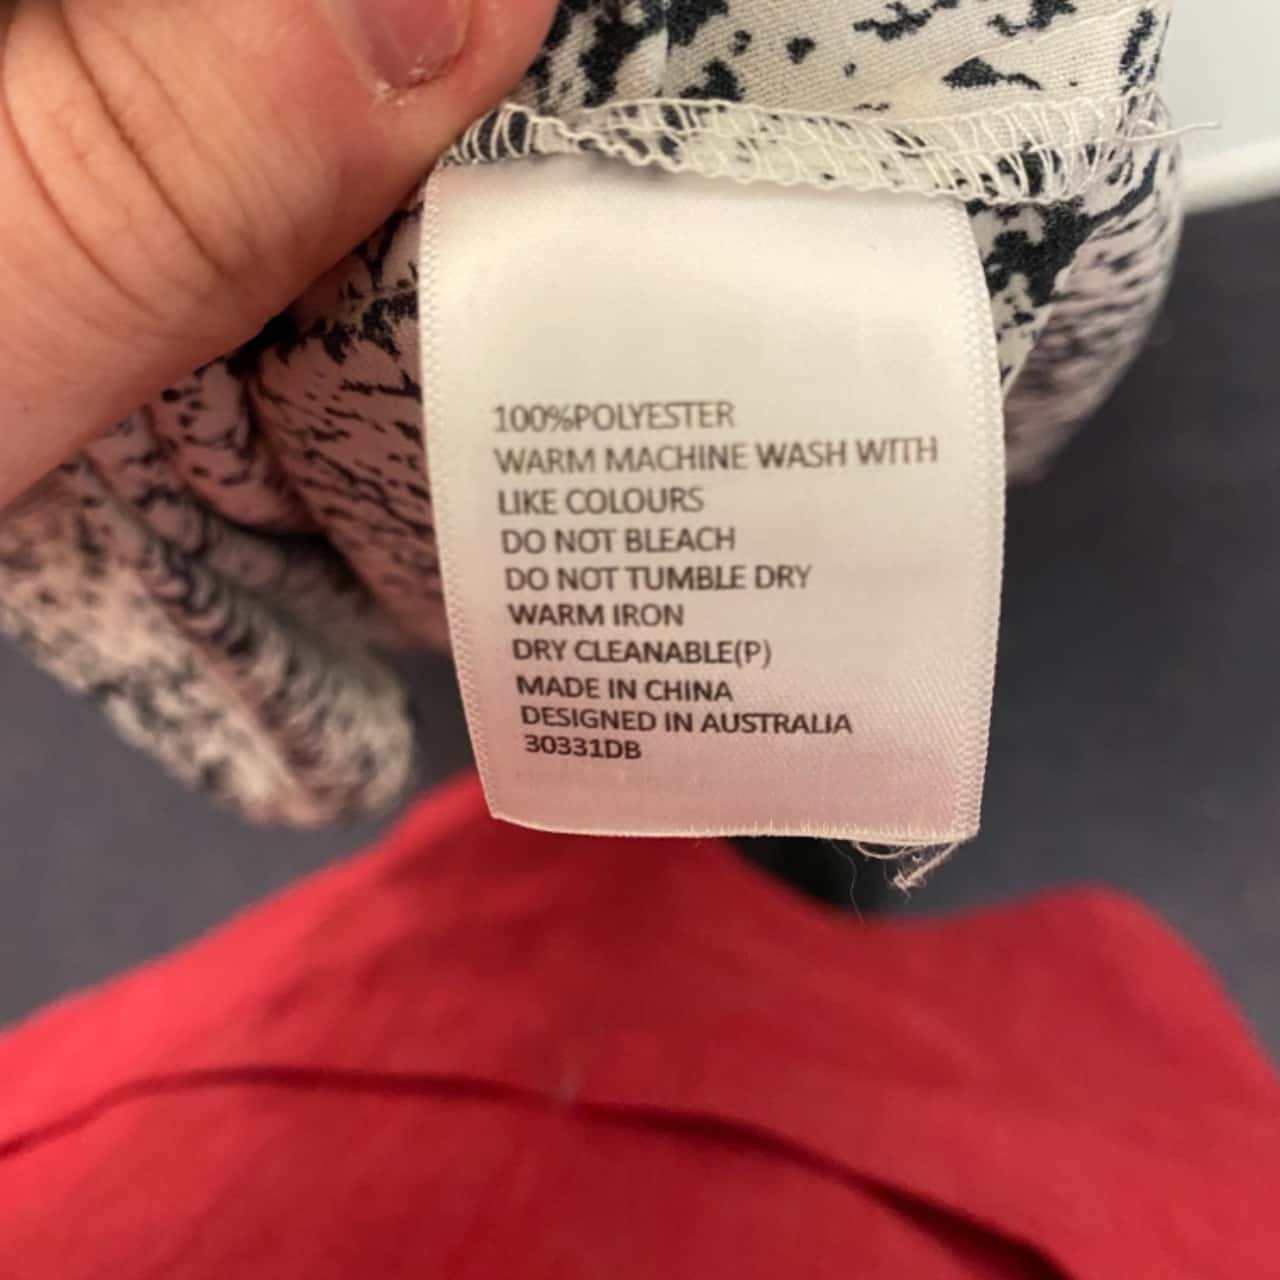 100%POLYESTER
WARM MACHINE WASH WITH
LIKE COLOURS
DO NOT BLEACH
DO NOT TUMBLE DRY
WARM IRON
DRY CLEANABLE(P)
MADE IN CHINA
DESIGNED IN AUSTRALIA
30331DB